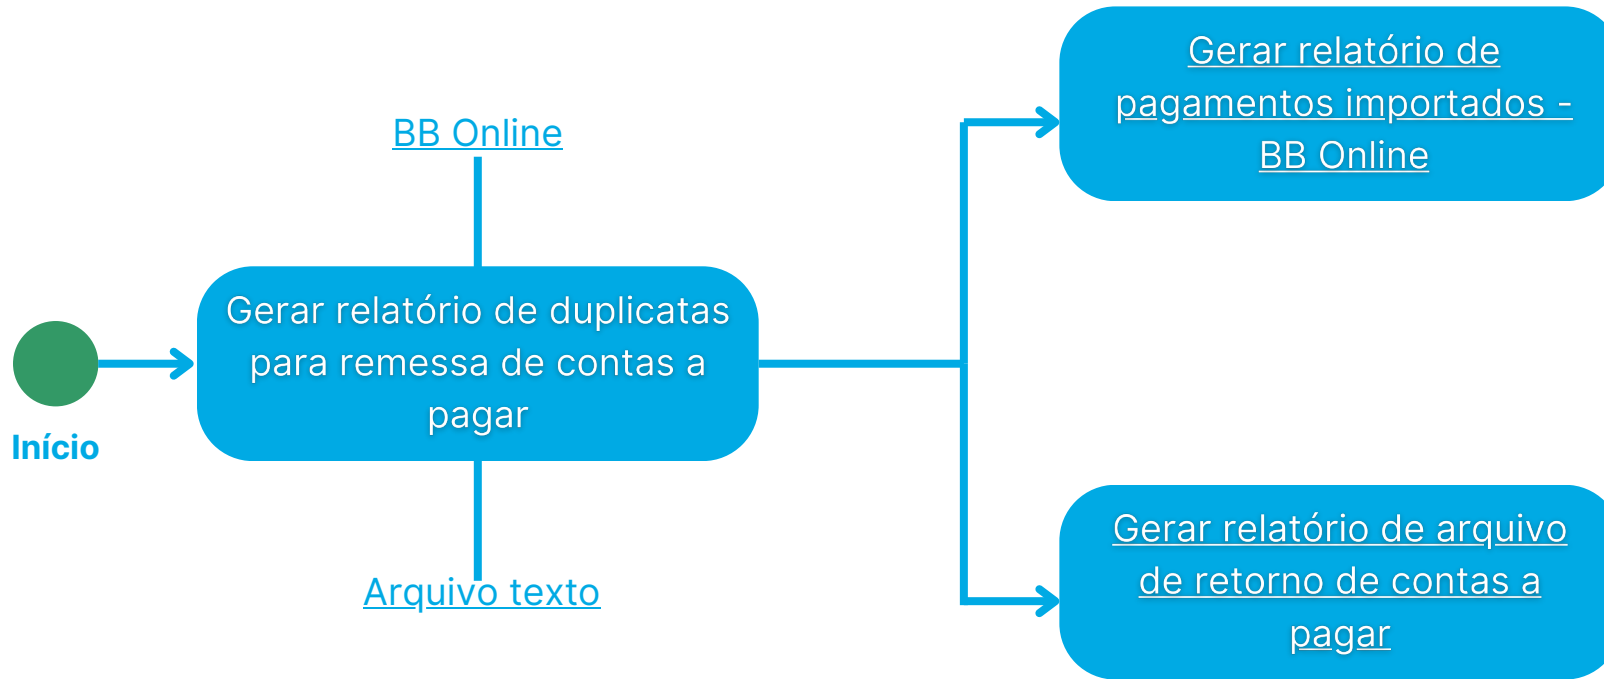 Início
BB Online
Gerar relatório de duplicatas
para remessa de contas a
pagar
Arquivo texto
Gerar relatório de
pagamentos importados -
BB Online
Gerar relatório de arquivo
de retorno de contas a
pagar